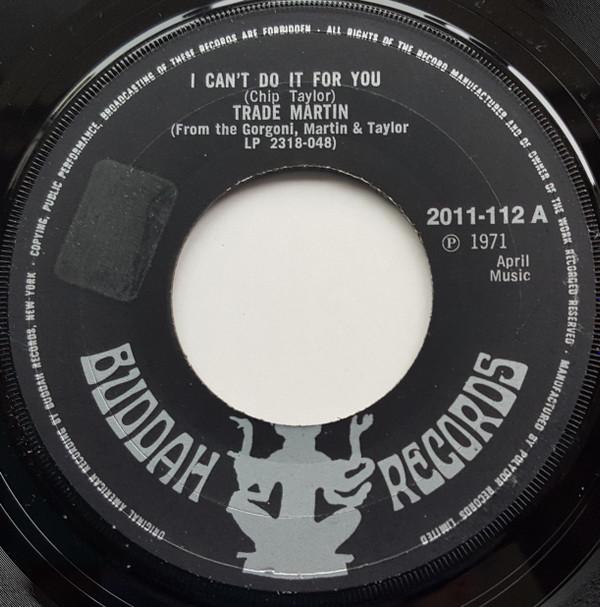 ORIGINAL AMERICAN RECORDING BY BUDDAH RECORDS, NEW YORK · COPYING, PUBLIC PERFORMANCE, BROADCASTING OF THESE RECORDS ARE FORBIDDEN · ALL RIGHTS OF THE RECORD MANUFACTURER AND OF OWNER OF THE WORK RECORDED RESERVED · MANUFACTURED BY POLYDOR RECORDS LIMITED
I CAN'T DO IT FOR YOU
(Chip Taylor)
TRADE MARTIN
(From the Gorgoni, Martin & Taylor
LP 2318-048)
2011-112 A
Ⓟ 1971
April
Music
BUDDAH RECORDS